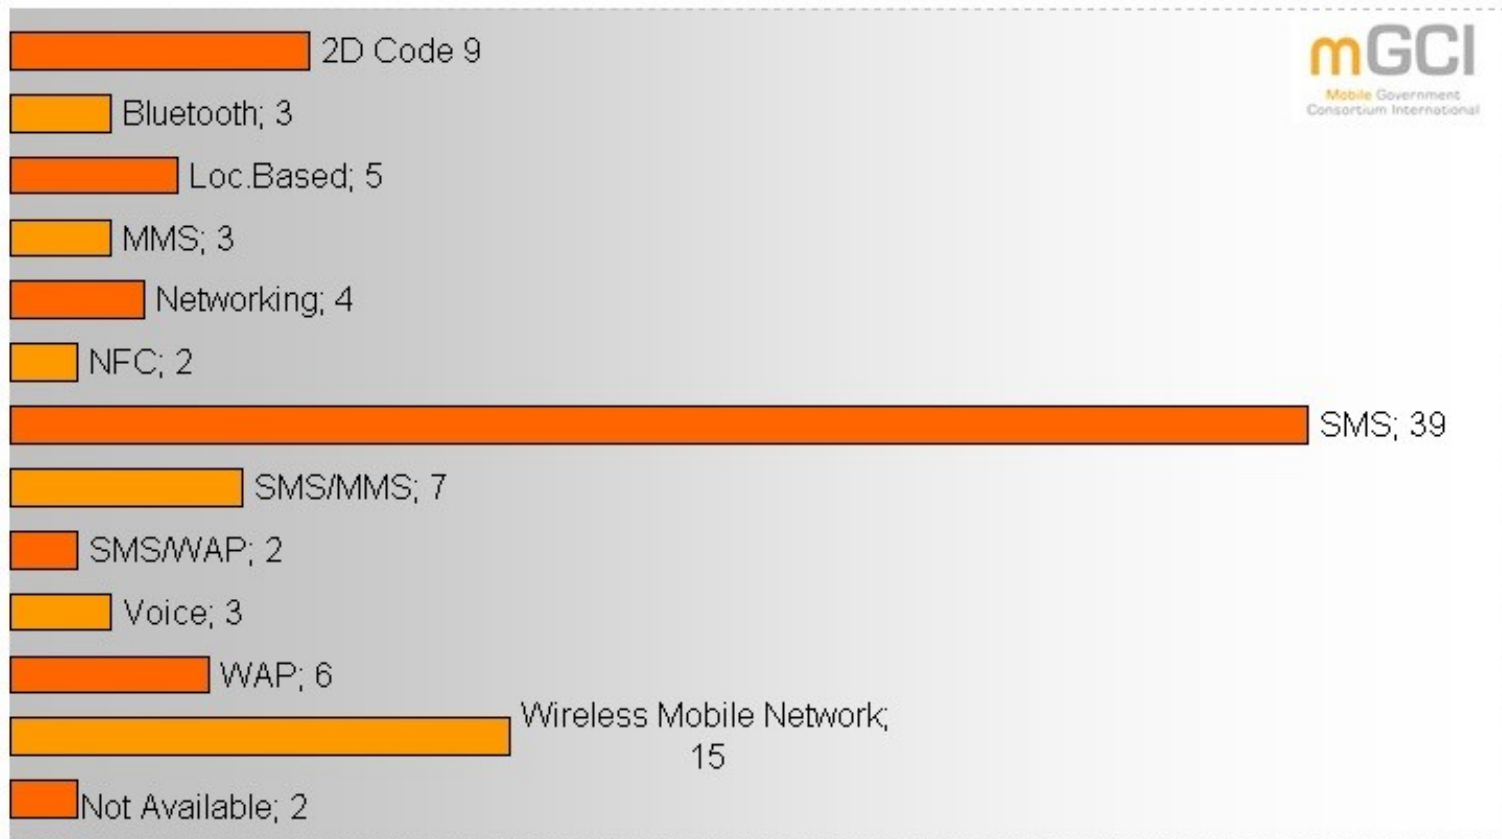 2D Code 9
mGCI
Mobile Government
Consortium International
Bluetooth; 3
Loc.Based; 5
MMS; 3
Networking; 4
NFC; 2
SMS; 39
SMS/MMS; 7
SMS/WAP; 2
Voice; 3
WAP; 6
Wireless Mobile Network;
15
Not Available; 2